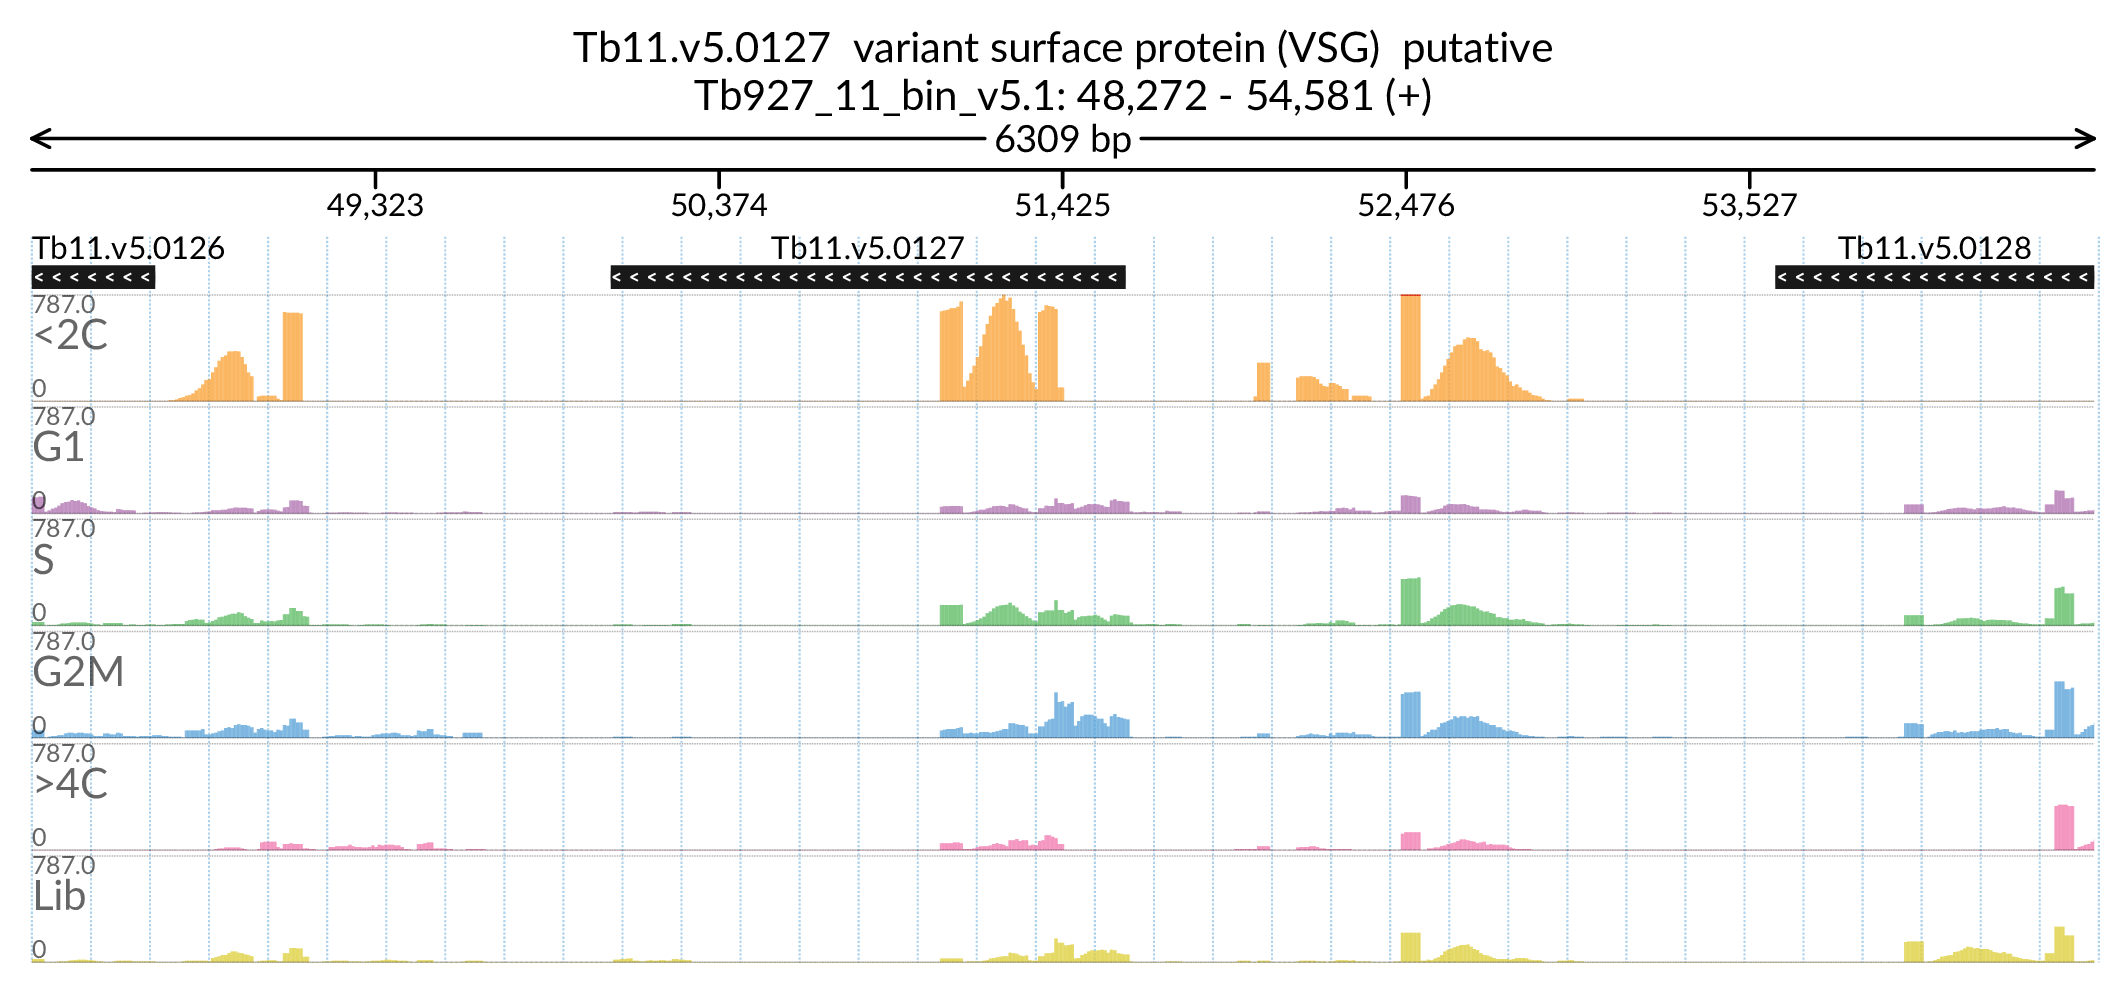 Tb11.v5.0127  variant surface protein (VSG)  putative
Tb927_11_bin_v5.1: 48,272 - 54,581 (+)
6309 bp
49,323 50,374 51,425 52,476 53,527
Tb11.v5.0126 Tb11.v5.0127 Tb11.v5.0128
787.0
<2C
0
787.0
G1
0
787.0
S
0
787.0
G2M
0
787.0
>4C
0
787.0
Lib
0